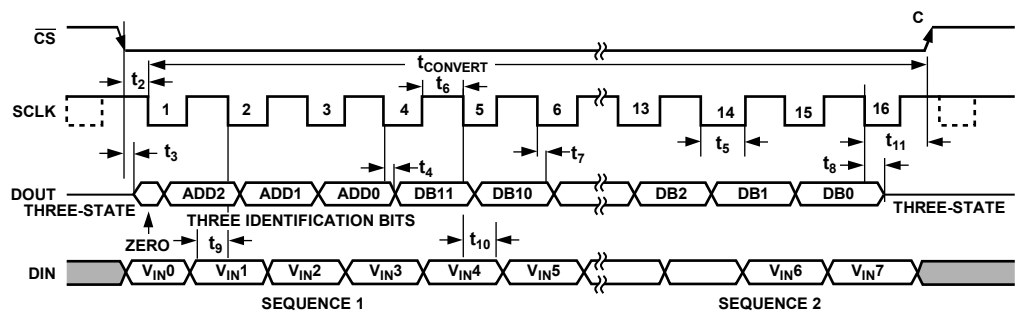 CS C
tCONVERT
t2 t6
SCLK 1 2 3 4 5 6 13 14 15 16
t3 t4 t7 t5 t8 t11
DOUT ADD2 ADD1 ADD0 DB11 DB10 DB2 DB1 DB0
THREE-STATE THREE IDENTIFICATION BITS THREE-STATE
ZERO t9 t10
DIN VIN0 VIN1 VIN2 VIN3 VIN4 VIN5 VIN6 VIN7
SEQUENCE 1 SEQUENCE 2